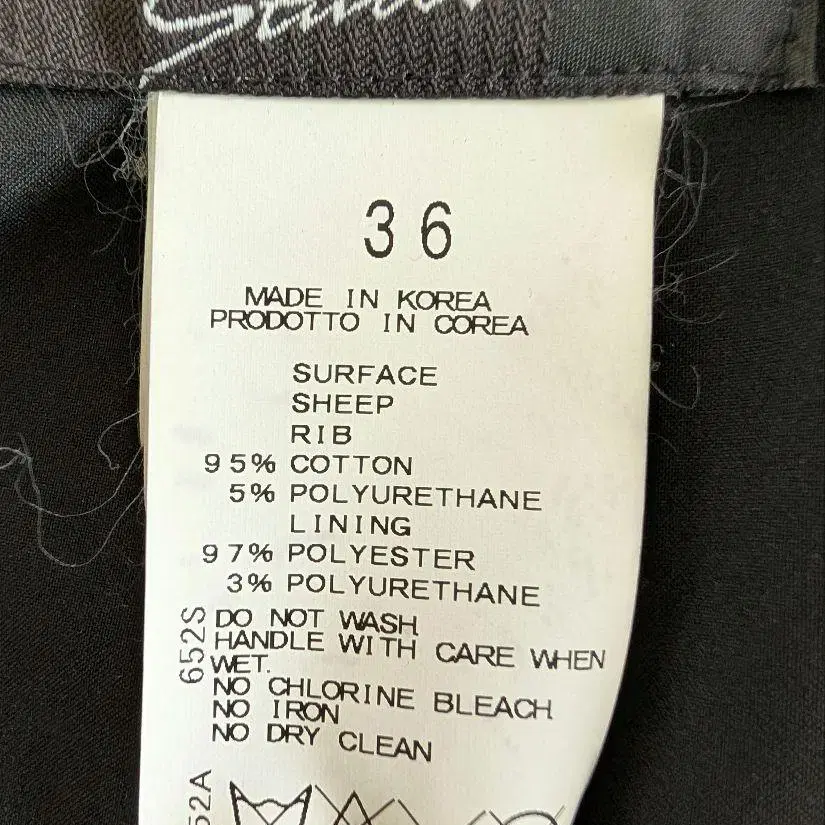 36
MADE IN KOREA
PRODOTTO IN COREA
SURFACE
SHEEP
RIB
95% COTTON
5% POLYURETHANE
LINING
97% POLYESTER
3% POLYURETHANE
DO NOT WASH
HANDLE WITH CARE WHEN
WET.
NO CHLORINE BLEACH
NO IRON
NO DRY CLEAN
652S
52A